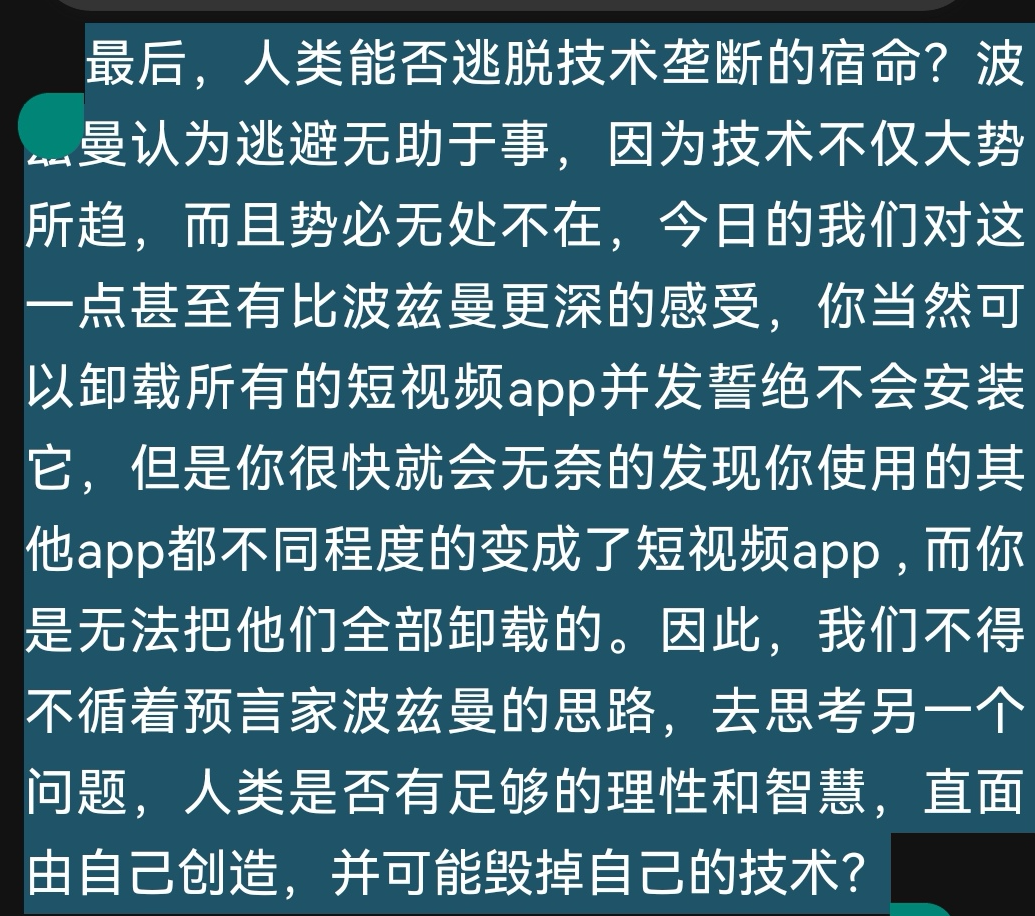 最后，人类能否逃脱技术垄断的宿命？波
兹曼认为逃避无助于事，因为技术不仅大势
所趋，而且势必无处不在，今日的我们对这
一点甚至有比波兹曼更深的感受，你当然可
以卸载所有的短视频app并发誓绝不会安装
它，但是你很快就会无奈的发现你使用的其
他app都不同程度的变成了短视频app , 而你
是无法把他们全部卸载的。因此，我们不得
不循着预言家波兹曼的思路，去思考另一个
问题，人类是否有足够的理性和智慧，直面
由自己创造，并可能毁掉自己的技术？